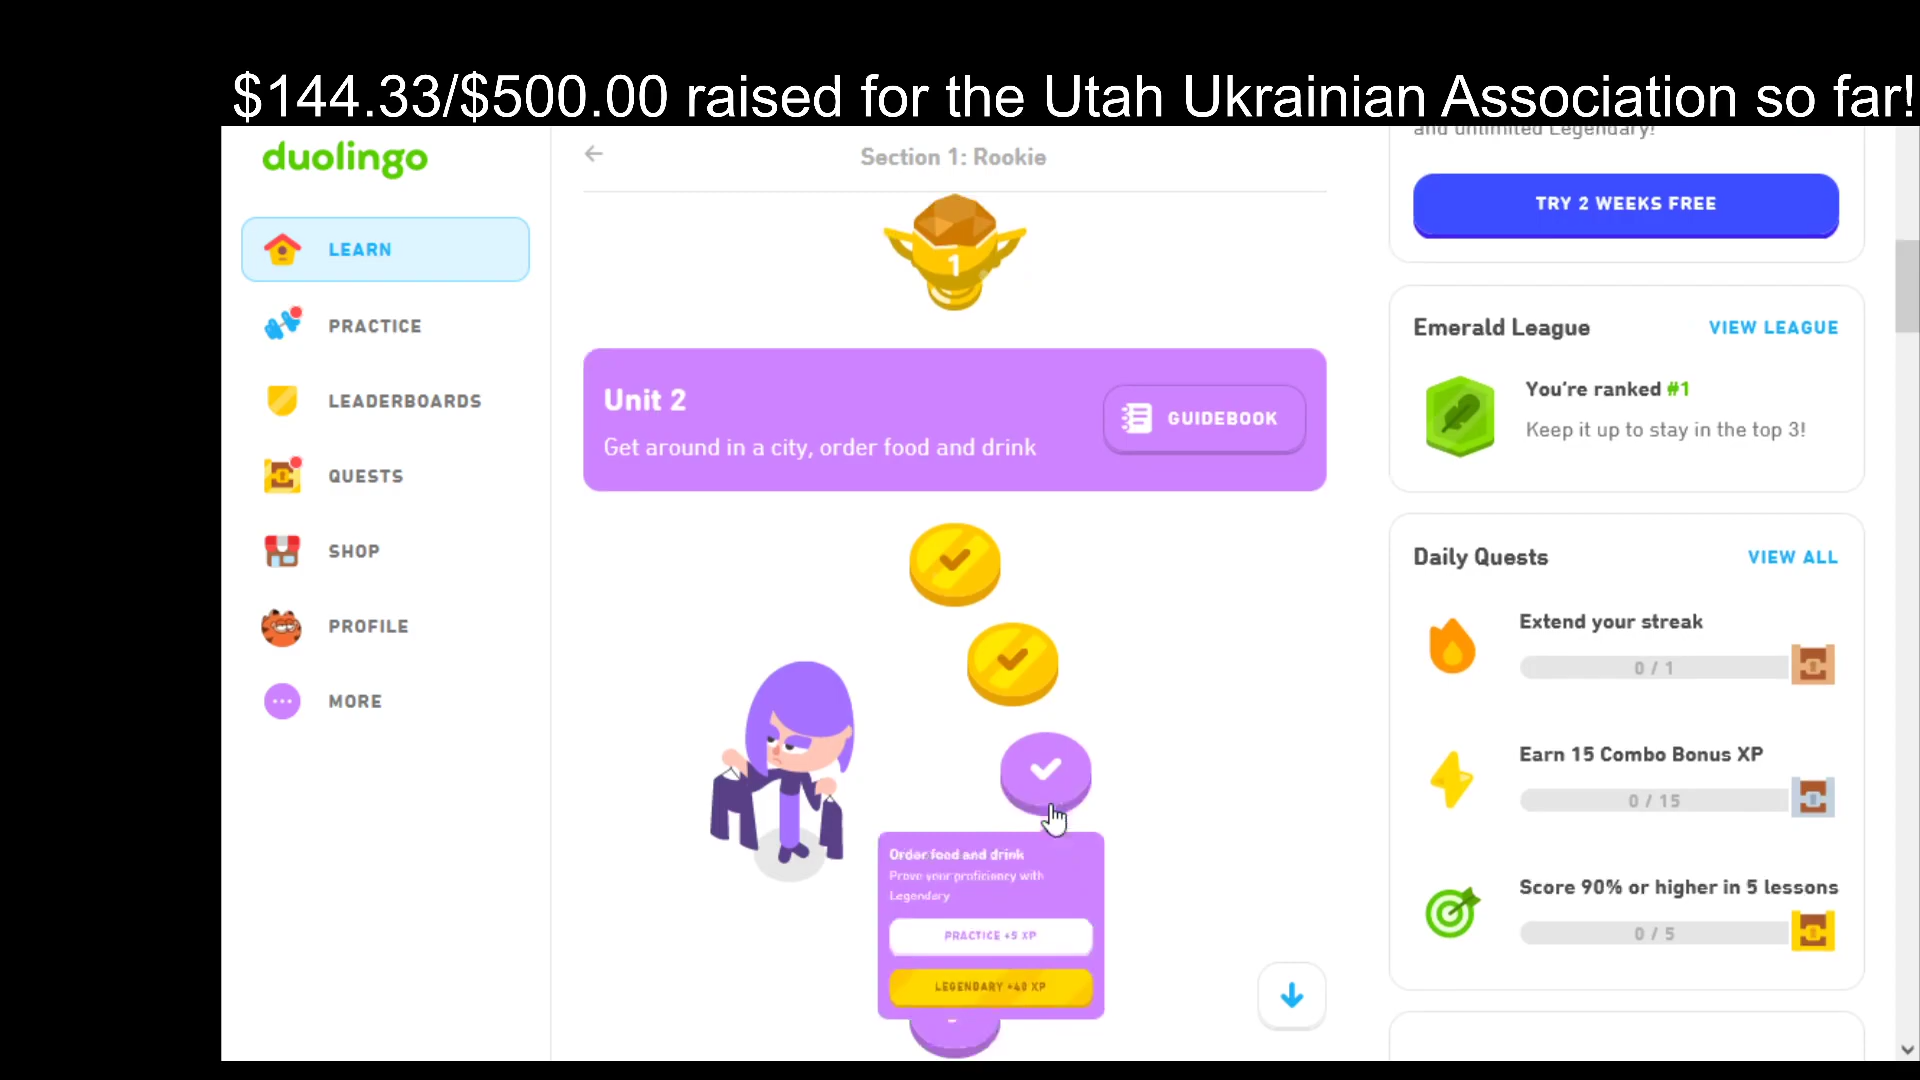 $144.33/$500.00 raised for the Utah Ukrainian Association so far!
duolingo
LEARN
PRACTICE
LEADERBOARDS
QUESTS
SHOP
PROFILE
MORE
Section 1: Rookie
1
Unit 2
Get around in a city, order food and drink
GUIDEBOOK
Order food and drink
Prove your proficiency with
Legendary
PRACTICE +5 XP
LEGENDARY +40 XP
and unlimited Legendary!
TRY 2 WEEKS FREE
Emerald League
VIEW LEAGUE
You're ranked #1
Keep it up to stay in the top 3!
Daily Quests
VIEW ALL
Extend your streak
0 / 1
Earn 15 Combo Bonus XP
0 / 15
Score 90% or higher in 5 lessons
0 / 5